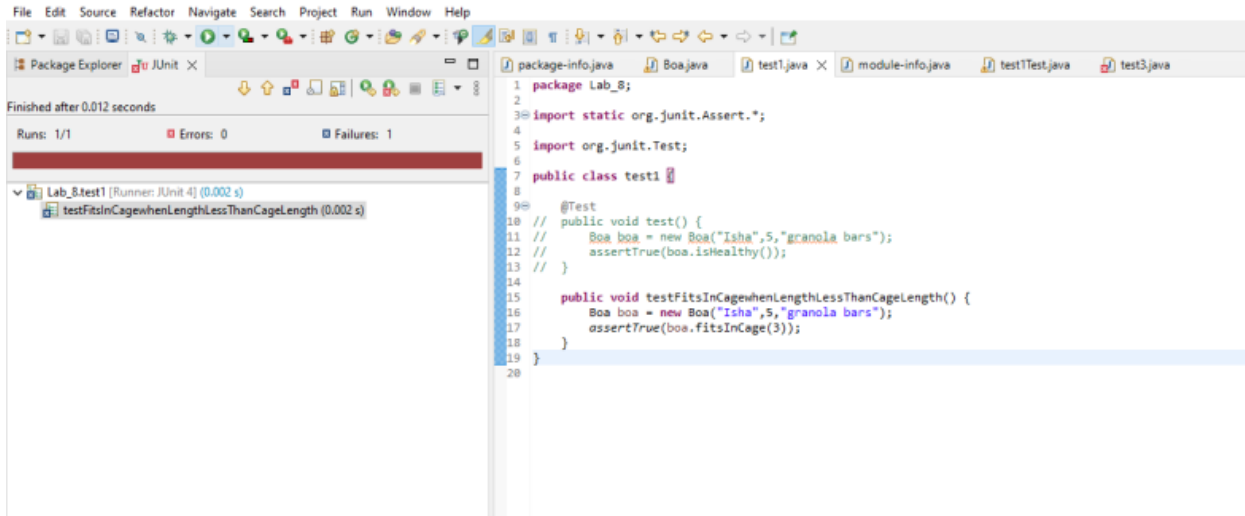 File Edit Source Refactor Navigate Search Project Run Window Help
Package Explorer JUnit
Finished after 0.012 seconds
Runs: 1/1 Errors: 0 Failures: 1
Lab_8.test1 [Runner: JUnit 4] (0.002 s)
testFitsInCagewhenLengthLessThanCageLength (0.002 s)
package-info.java Boa.java test1.java module-info.java test1Test.java test3.java
1 package Lab_8;
2
3 import static org.junit.Assert.*;
4
5 import org.junit.Test;
6
7 public class test1 {
8
9 @Test
10 // public void test() {
11 // Boa boa = new Boa("Isha",5,"granola bars");
12 // assertTrue(boa.isHealthy());
13 // }
14
15 public void testFitsInCagewhenLengthLessThanCageLength() {
16 Boa boa = new Boa("Isha",5,"granola bars");
17 assertTrue(boa.fitsInCage(3));
18 }
19 }
20